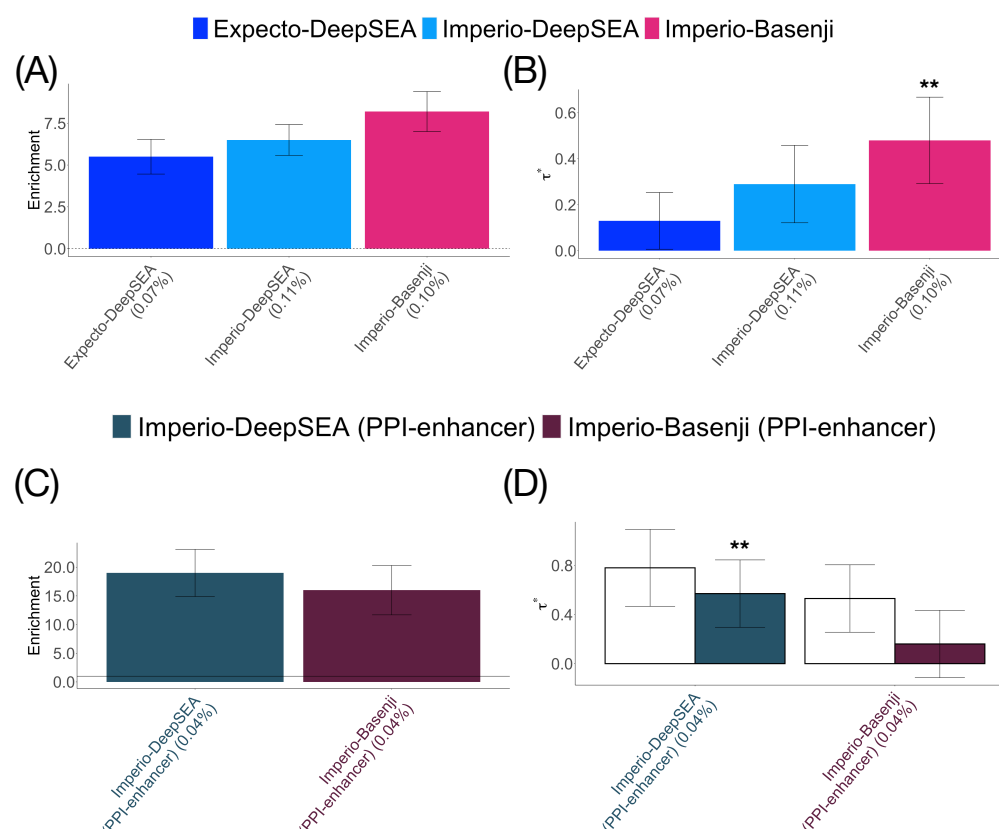 Expecto-DeepSEA Imperio-DeepSEA Imperio-Basenji
(A)
Enrichment
7.5
5.0
2.5
0.0
Expecto-DeepSEA
(0.07%)
Imperio-DeepSEA
(0.11%)
Imperio-Basenji
(0.10%)
(B)
**
τ*
0.6
0.4
0.2
0.0
Expecto-DeepSEA
(0.07%)
Imperio-DeepSEA
(0.11%)
Imperio-Basenji
(0.10%)
Imperio-DeepSEA (PPI-enhancer) Imperio-Basenji (PPI-enhancer)
(C)
Enrichment
20.0
15.0
10.0
5.0
0.0
Imperio-DeepSEA
(PPI-enhancer) (0.04%)
Imperio-Basenji
(PPI-enhancer) (0.04%)
(D)
**
τ*
0.8
0.4
0.0
Imperio-DeepSEA
(PPI-enhancer) (0.04%)
Imperio-Basenji
(PPI-enhancer) (0.04%)